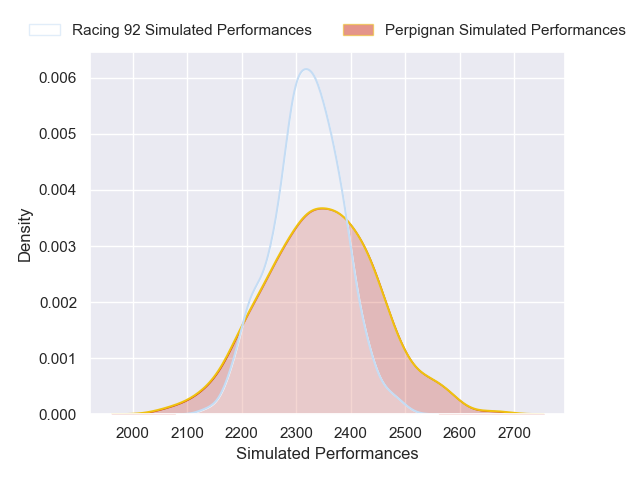 Racing 92 Simulated Performances Perpignan Simulated Performances
0.006
0.005
0.004
0.003
0.002
0.001
0.000
Density
2000 2100 2200 2300 2400 2500 2600 2700
Simulated Performances